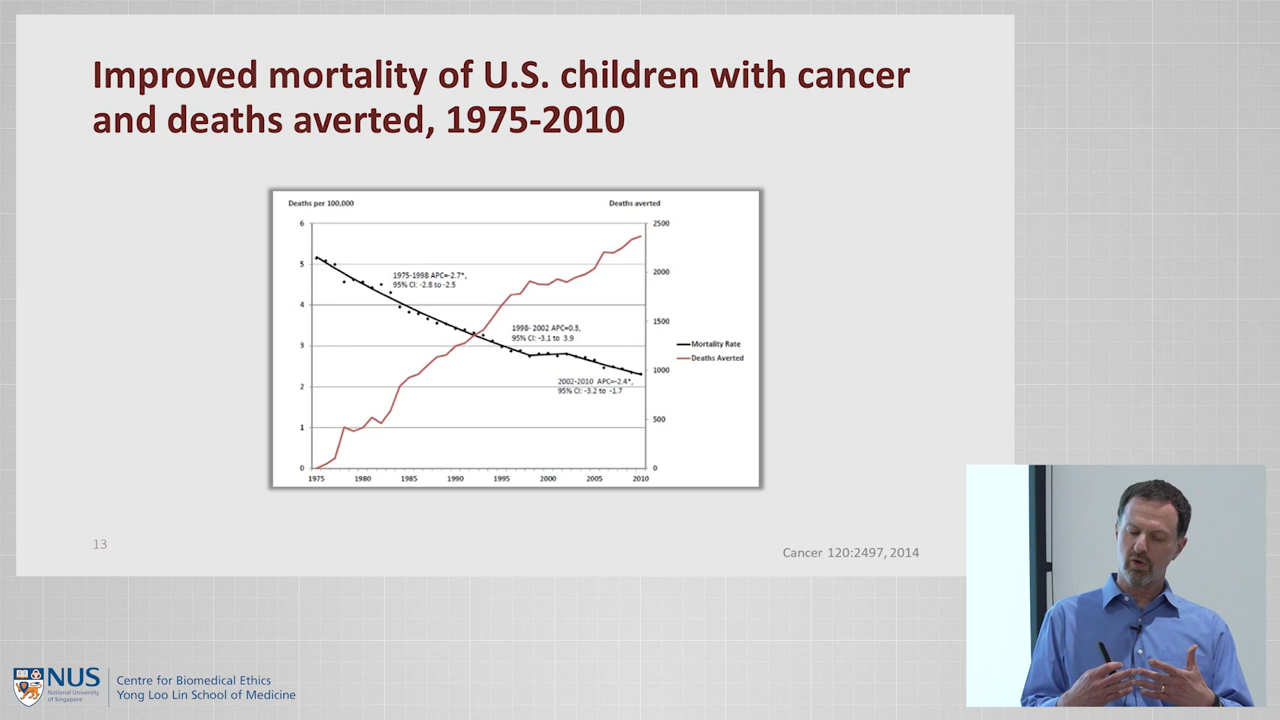 Improved mortality of U.S. children with cancer
and deaths averted, 1975-2010
Deaths per 100,000
Deaths averted
6
5
4
3
2
1
0
2500
2000
1500
1000
500
0
1975-1998 APC=-2.7*,
95% CI: -2.8 to -2.5
1998- 2002 APC=0.3,
95% CI: -3.1 to 3.9
2002-2010 APC=-2.4*,
95% CI: -3.2 to -1.7
Mortality Rate
Deaths Averted
1975 1980 1985 1990 1995 2000 2005 2010
13
Cancer 120:2497, 2014
NUS
National University
of Singapore
Centre for Biomedical Ethics
Yong Loo Lin School of Medicine